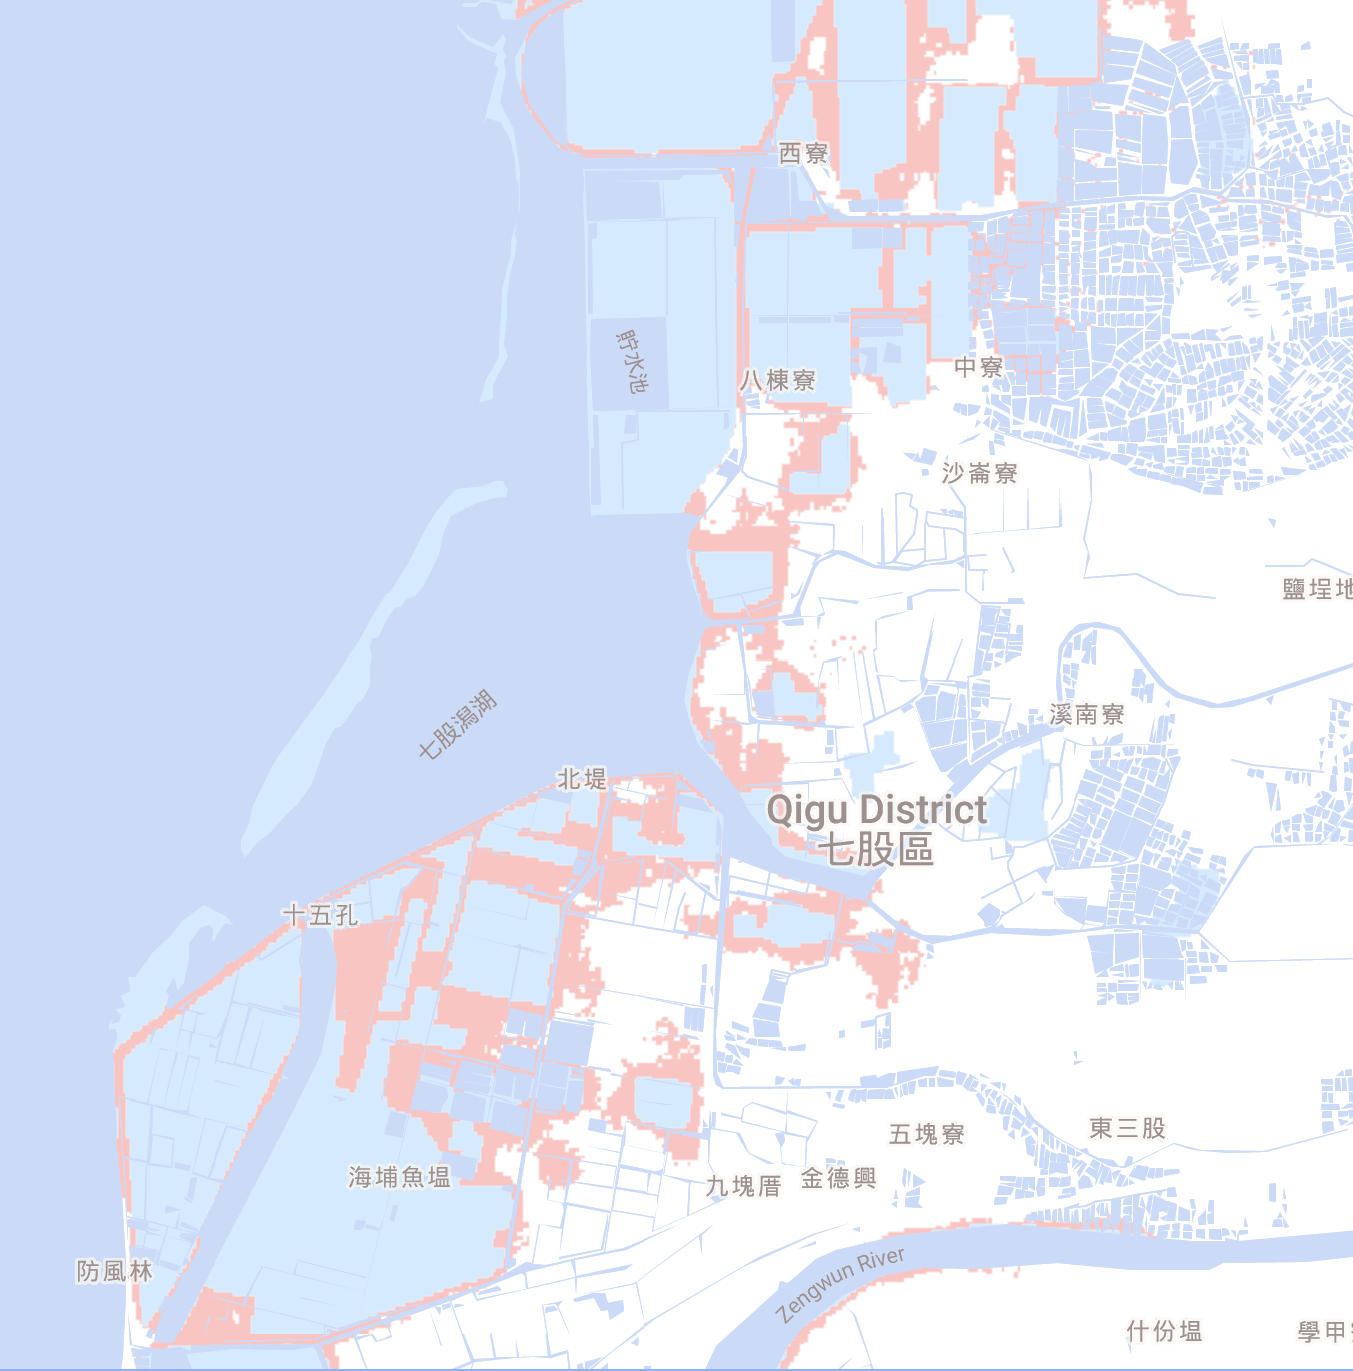 西寮
貯水池
八棟寮
中寮
沙崙寮
鹽埕地
溪南寮
七股潟湖
北堤
Qigu District
七股區
十五孔
東三股
五塊寮
海埔魚塭
九塊厝
金德興
防風林
Zengwun River
什份塭
學甲